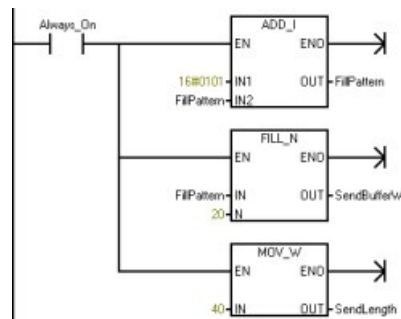 Always_On
ADD_I
EN ENO
16#0101 IN1 OUT FillPattern
FillPattern IN2
FILL_N
EN ENO
FillPattern IN OUT SendBufferW
20 N
MOV_W
EN ENO
40 IN OUT SendLength